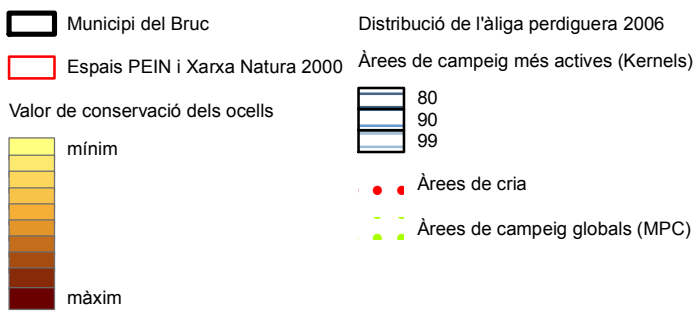 Municipi del Bruc
Espais PEIN i Xarxa Natura 2000
Valor de conservació dels ocells
mínim
màxim
Distribució de l'àliga perdiguera 2006
Àrees de campeig més actives (Kernels)
80
90
99
Àrees de cria
Àrees de campeig globals (MPC)